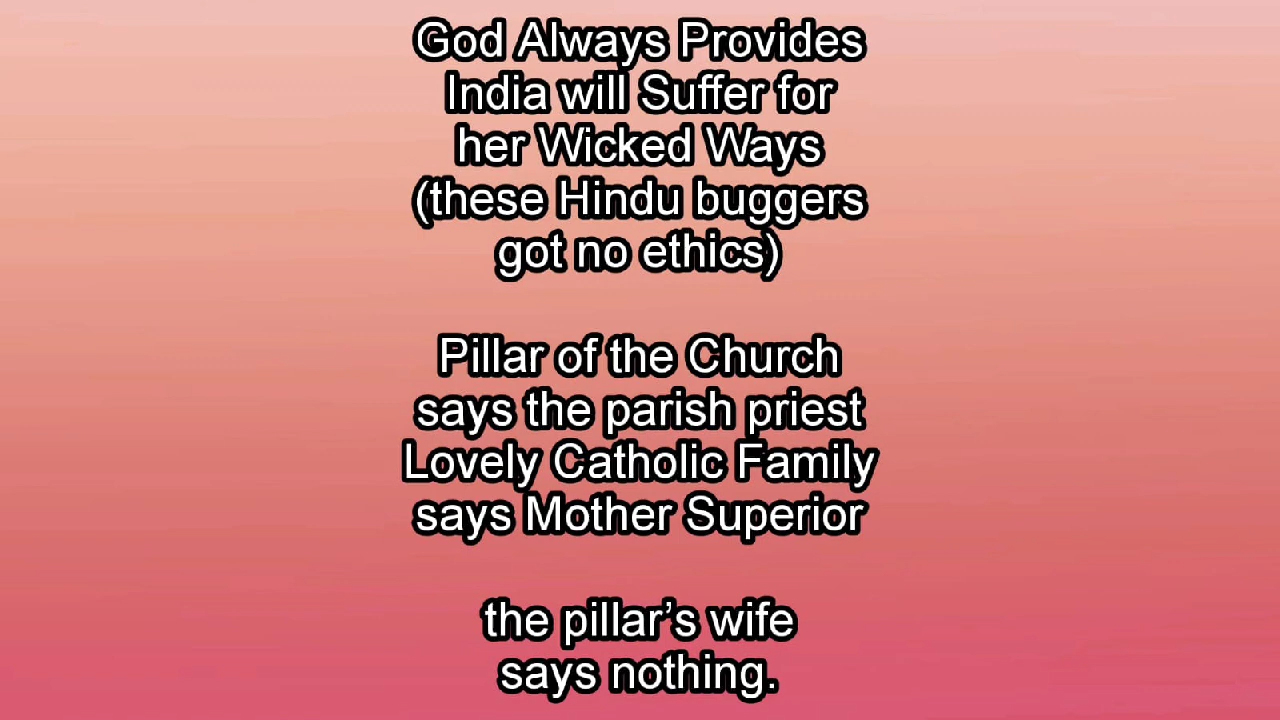 God Always Provides
India will Suffer for
her Wicked Ways
(these Hindu buggers
got no ethics)
Pillar of the Church
says the parish priest
Lovely Catholic Family
says Mother Superior
the pillar’s wife
says nothing.